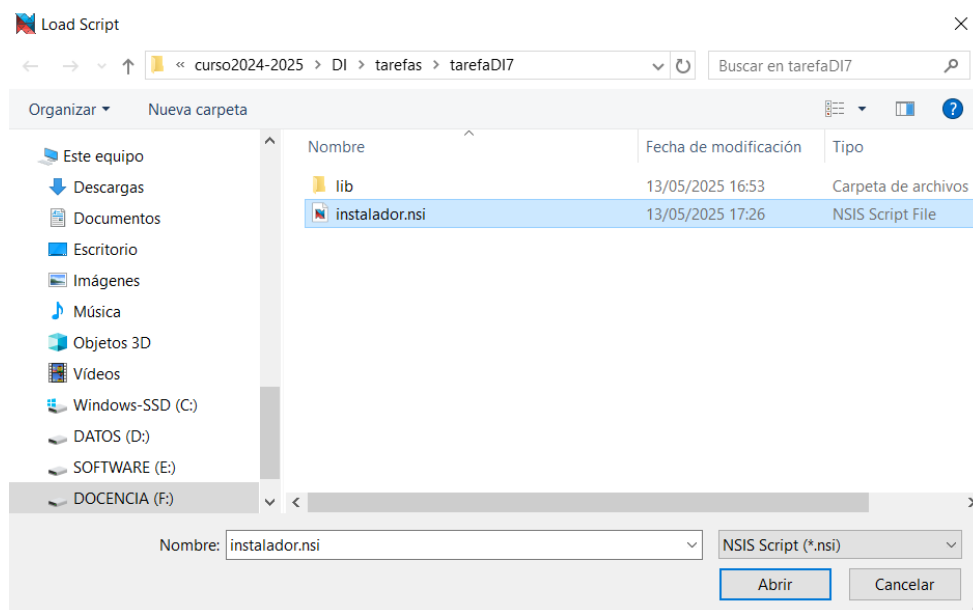 Load Script
« curso2024-2025 > DI > tarefas > tarefaDI7
Buscar en tarefaDI7
Organizar
Nueva carpeta
?
Nombre
Fecha de modificación
Tipo
Este equipo
Descargas
Documentos
Escritorio
Imágenes
Música
Objetos 3D
Vídeos
Windows-SSD (C:)
DATOS (D:)
SOFTWARE (E:)
DOCENCIA (F:)
lib 13/05/2025 16:53 Carpeta de archivos
instalador.nsi 13/05/2025 17:26 NSIS Script File
Nombre: instalador.nsi
NSIS Script (*.nsi)
Abrir
Cancelar